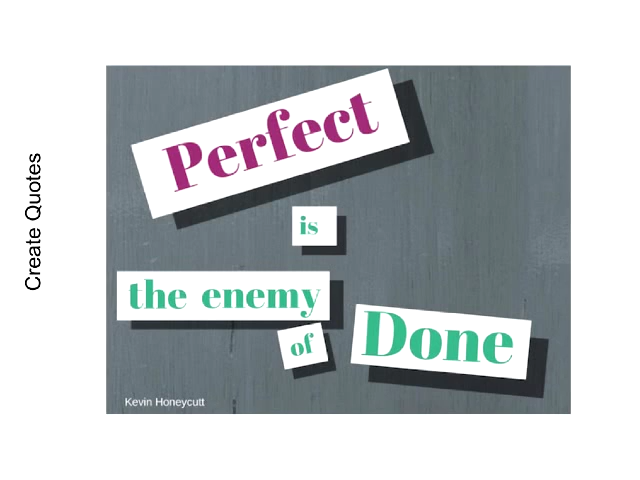 Create Quotes
Perfect
is
the enemy
of
Done
Kevin Honeycutt